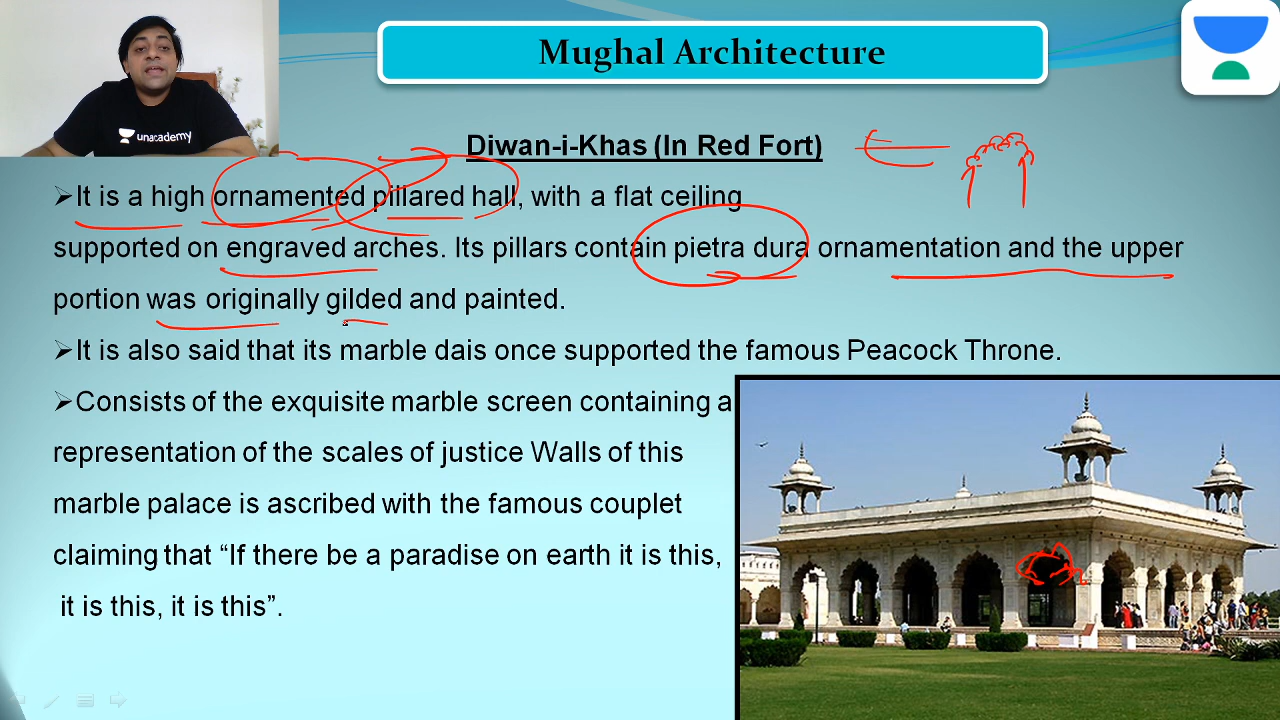 Mughal Architecture
unacademy
Diwan-i-Khas (In Red Fort)
➢It is a high ornamented pillared hall, with a flat ceiling
supported on engraved arches. Its pillars contain pietra dura ornamentation and the upper
portion was originally gilded and painted.
➢It is also said that its marble dais once supported the famous Peacock Throne.
➢Consists of the exquisite marble screen containing a
representation of the scales of justice Walls of this
marble palace is ascribed with the famous couplet
claiming that “If there be a paradise on earth it is this,
it is this, it is this”.